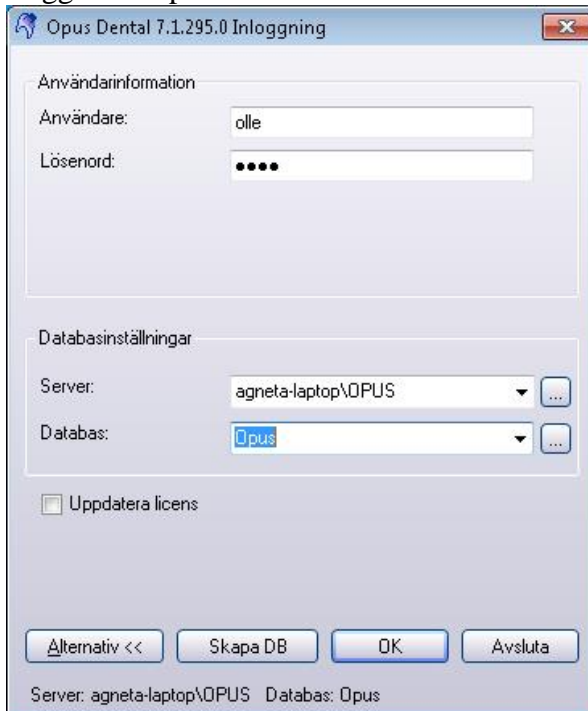 Opus Dental 7.1.295.0 Inloggning
Användarinformation
Användare: olle
Lösenord: ••••
Databasinställningar
Server: agneta-laptop\OPUS ...
Databas: Opus ...
Uppdatera licens
Alternativ << Skapa DB OK Avsluta
Server: agneta-laptop\OPUS Databas: Opus